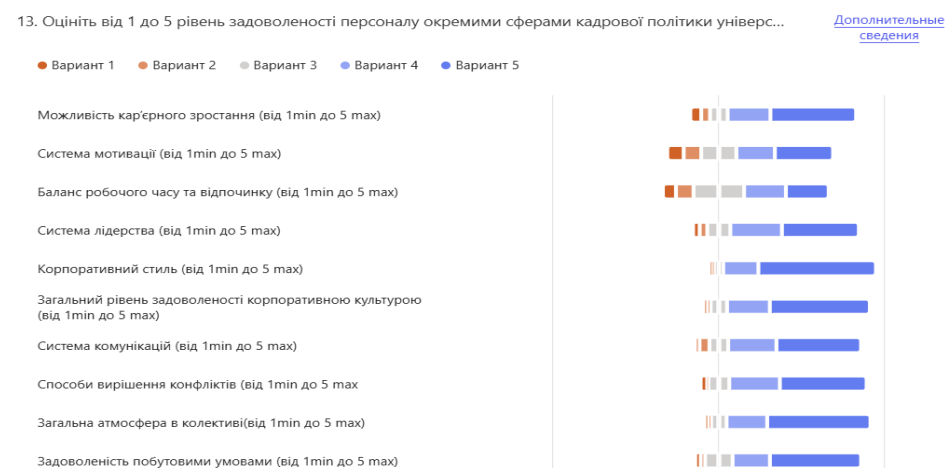 13. Оцініть від 1 до 5 рівень задоволеності персоналу окремими сферами кадрової політики універс...
Дополнительные
сведения
Вариант 1 Вариант 2 Вариант 3 Вариант 4 Вариант 5
Можливість кар'єрного зростання (від 1min до 5 max)
Система мотивації (від 1min до 5 max)
Баланс робочого часу та відпочинку (від 1min до 5 max)
Система лідерства (від 1min до 5 max)
Корпоративний стиль (від 1min до 5 max)
Загальний рівень задоволеності корпоративною культурою
(від 1min до 5 max)
Система комунікацій (від 1min до 5 max)
Способи вирішення конфліктів (від 1min до 5 max
Загальна атмосфера в колективі(від 1min до 5 max)
Задоволеність побутовими умовами (від 1min до 5 max)